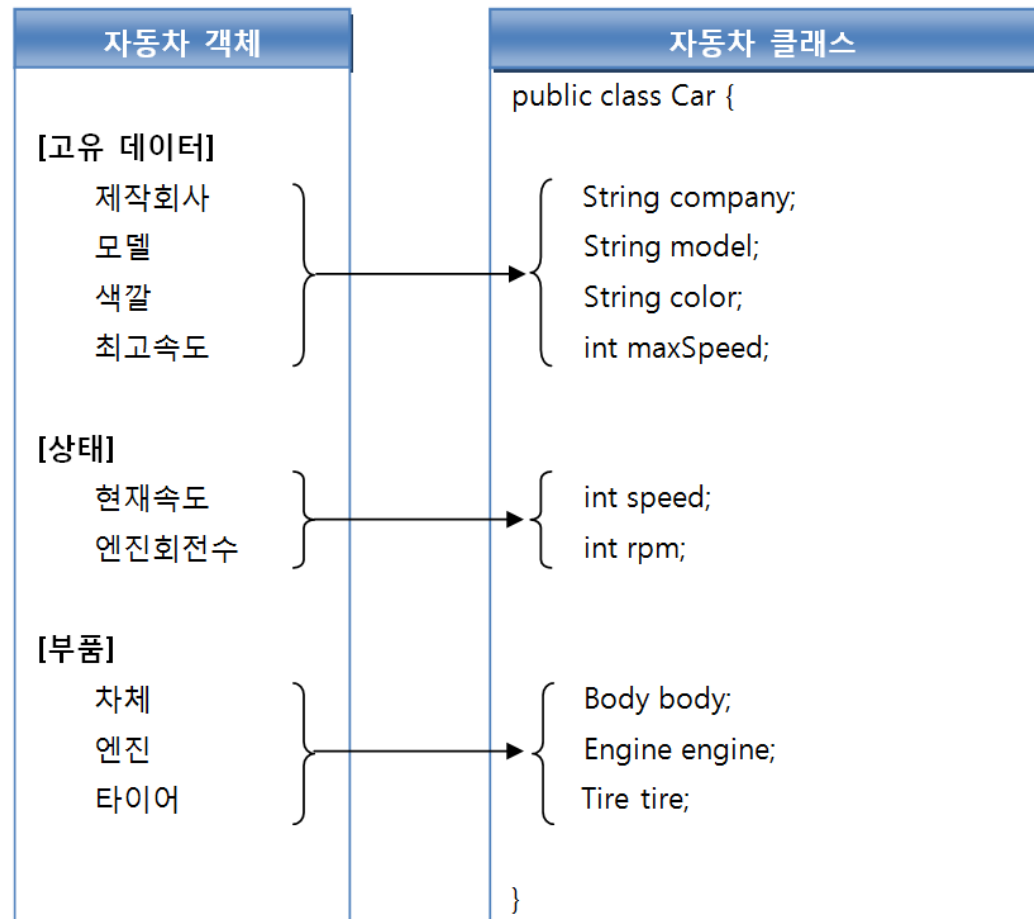 자동차 객체
[고유 데이터]
제작회사
모델
색깔
최고속도
[상태]
현재속도
엔진회전수
[부품]
차체
엔진
타이어
자동차 클래스
public class Car {
String company;
String model;
String color;
int maxSpeed;
int speed;
int rpm;
Body body;
Engine engine;
Tire tire;
}